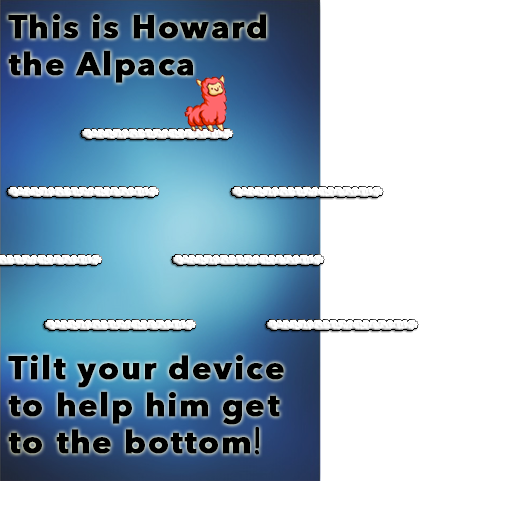 This is Howard
the Alpaca
Tilt your device
to help him get
to the bottom!